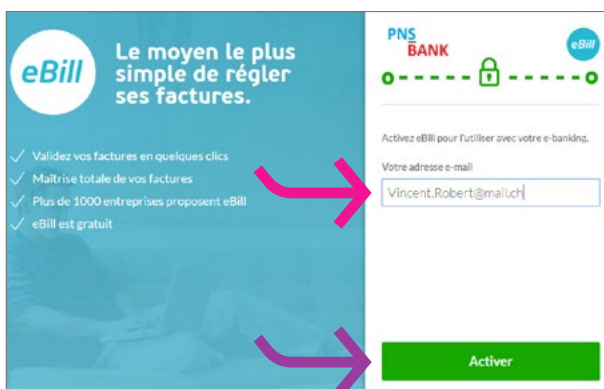 eBill
Le moyen le plus
simple de régler
ses factures.
Validez vos factures en quelques clics
Maîtrise totale de vos factures
Plus de 1000 entreprises proposent eBill
eBill est gratuit
PNS
BANK
eBill
Activez eBill pour l'utiliser avec votre e-banking.
Votre adresse e-mail
Vincent.Robert@mail.ch
Activer